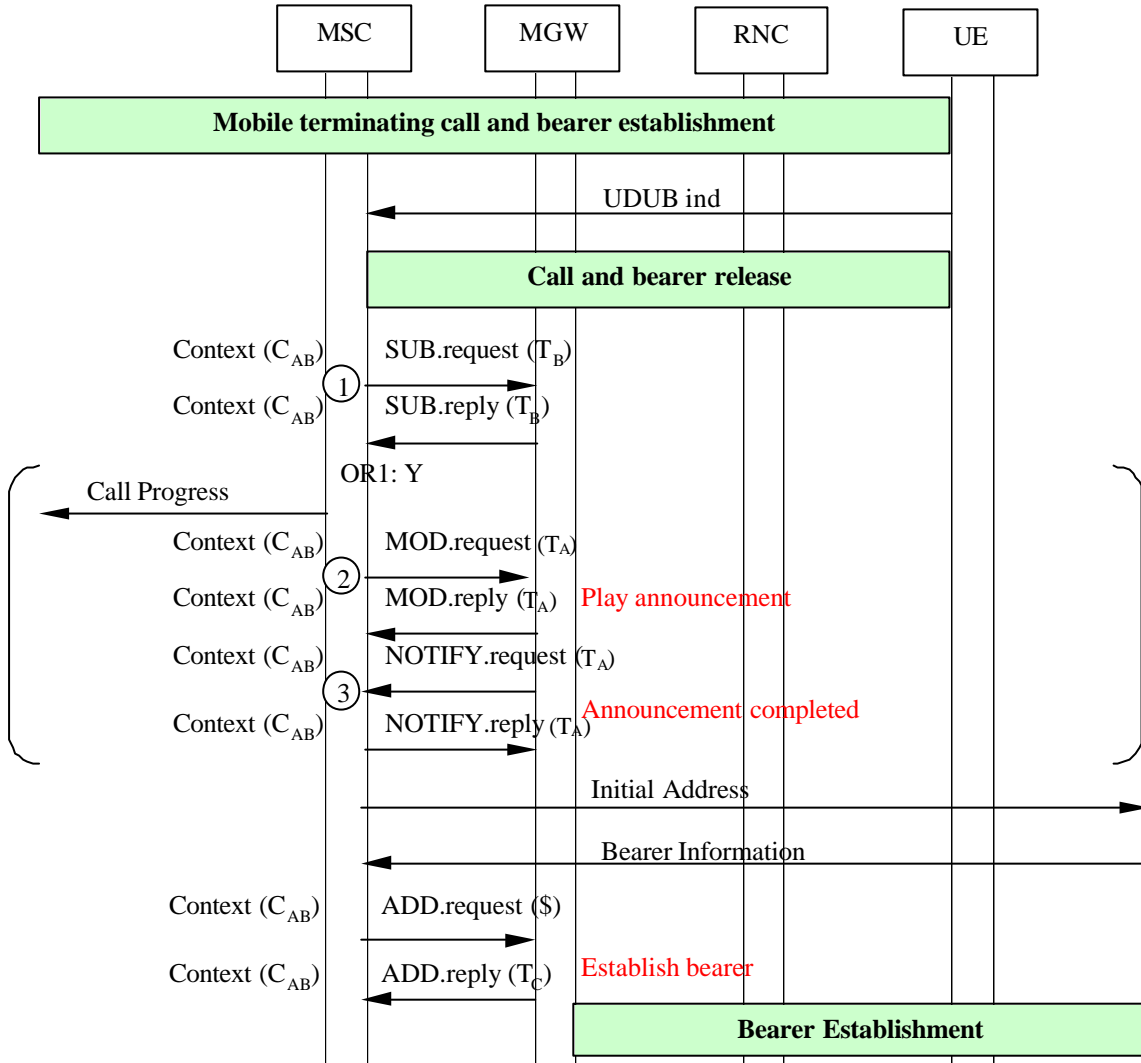 MSC MGW RNC UE
Mobile terminating call and bearer establishment
UDUB ind
Call and bearer release
Context (CAB) SUB.request (TB)
1
Context (CAB) SUB.reply (TB)
OR1: Y
Call Progress
Context (CAB) MOD.request (TA)
2
Context (CAB) MOD.reply (TA) Play announcement
Context (CAB) NOTIFY.request (TA)
3
Context (CAB) NOTIFY.reply (TA) Announcement completed
Initial Address
Bearer Information
Context (CAB) ADD.request ($)
Context (CAB) ADD.reply (TC) Establish bearer
Bearer Establishment